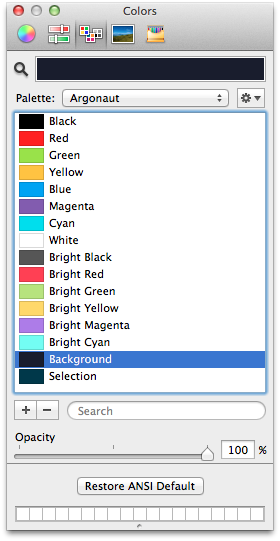 Colors
Palette: Argonaut
Black
Red
Green
Yellow
Blue
Magenta
Cyan
White
Bright Black
Bright Red
Bright Green
Bright Yellow
Bright Magenta
Bright Cyan
Background
Selection
+ − Search
Opacity
100 %
Restore ANSI Default